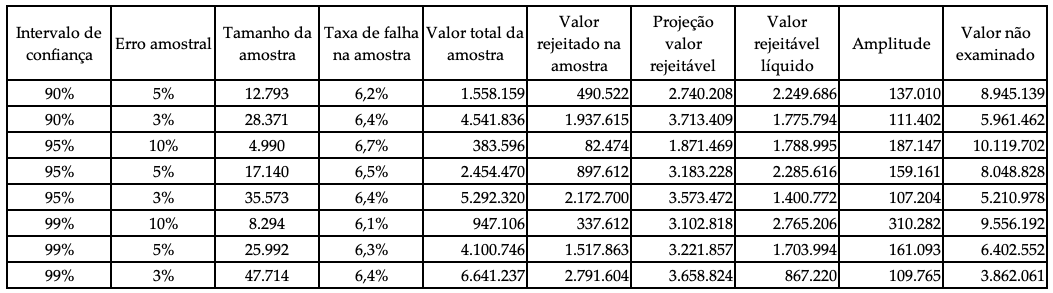 Intervalo de confiança | Erro amostral | Tamanho da amostra | Taxa de falha na amostra | Valor total da amostra | Valor rejeitado na amostra | Projeção valor rejeitável | Valor rejeitável líquido | Amplitude | Valor não examinado
90% | 5% | 12.793 | 6,2% | 1.558.159 | 490.522 | 2.740.208 | 2.249.686 | 137.010 | 8.945.139
90% | 3% | 28.371 | 6,4% | 4.541.836 | 1.937.615 | 3.713.409 | 1.775.794 | 111.402 | 5.961.462
95% | 10% | 4.990 | 6,7% | 383.596 | 82.474 | 1.871.469 | 1.788.995 | 187.147 | 10.119.702
95% | 5% | 17.140 | 6,5% | 2.454.470 | 897.612 | 3.183.228 | 2.285.616 | 159.161 | 8.048.828
95% | 3% | 35.573 | 6,4% | 5.292.320 | 2.172.700 | 3.573.472 | 1.400.772 | 107.204 | 5.210.978
99% | 10% | 8.294 | 6,1% | 947.106 | 337.612 | 3.102.818 | 2.765.206 | 310.282 | 9.556.192
99% | 5% | 25.992 | 6,3% | 4.100.746 | 1.517.863 | 3.221.857 | 1.703.994 | 161.093 | 6.402.552
99% | 3% | 47.714 | 6,4% | 6.641.237 | 2.791.604 | 3.658.824 | 867.220 | 109.765 | 3.862.061